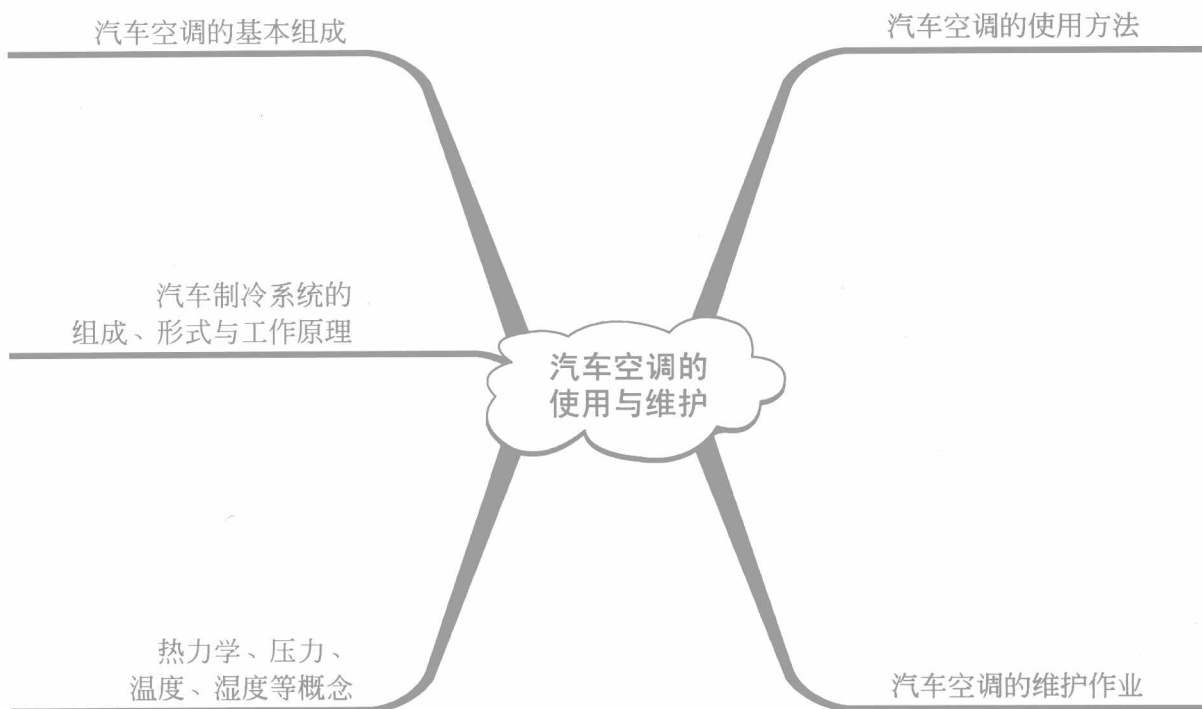 汽车空调的基本组成
汽车空调的使用方法
汽车制冷系统的
组成、形式与工作原理
汽车空调的
使用与维护
热力学、压力、
温度、湿度等概念
汽车空调的维护作业